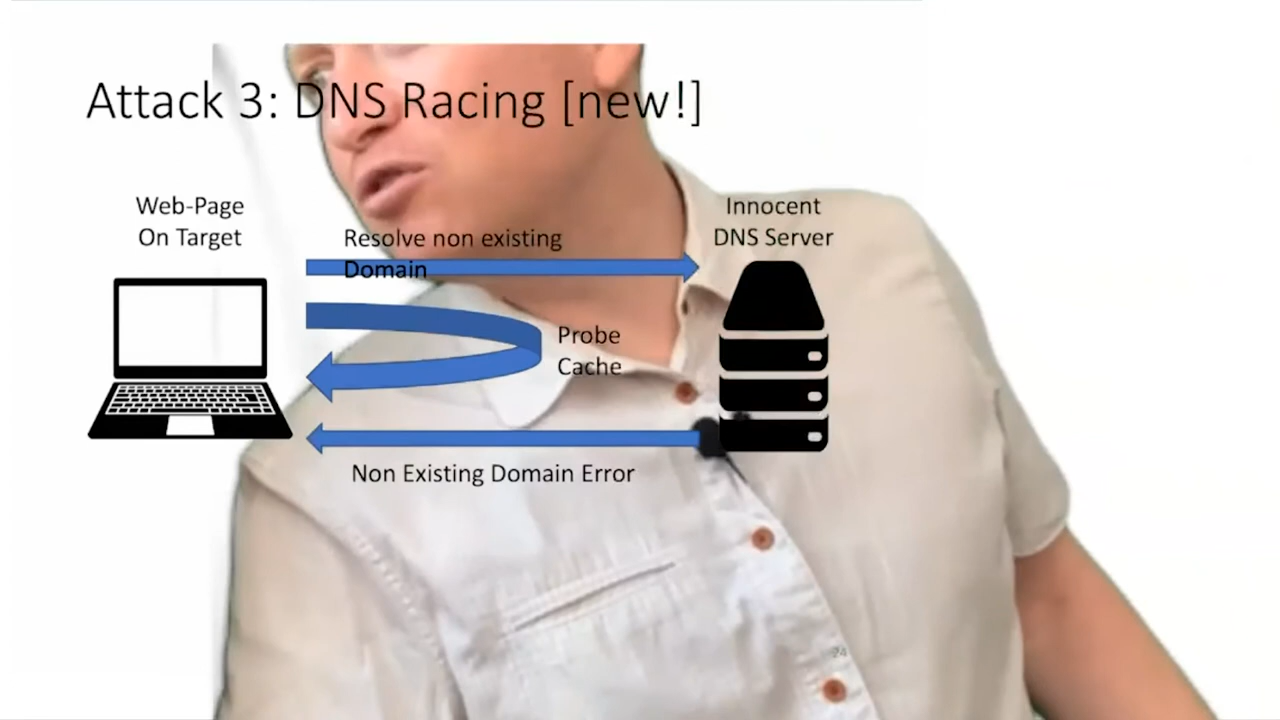 Attack 3: DNS Racing [new!]
Web-Page
On Target
Innocent
DNS Server
Resolve non existing
Domain
Probe
Cache
Non Existing Domain Error
24